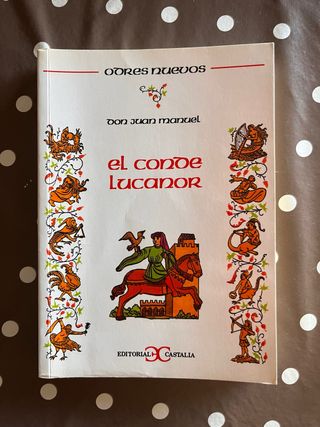 ODRES NUEVOS
DON JUAN MANUEL
EL CONDE
LUCANOR
EDITORIAL CASTALIA